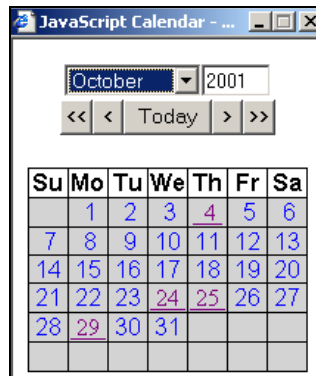 JavaScript Calendar - ...
October 2001
<< < Today > >>
Su Mo Tu We Th Fr Sa
1 2 3 4 5 6
7 8 9 10 11 12 13
14 15 16 17 18 19 20
21 22 23 24 25 26 27
28 29 30 31